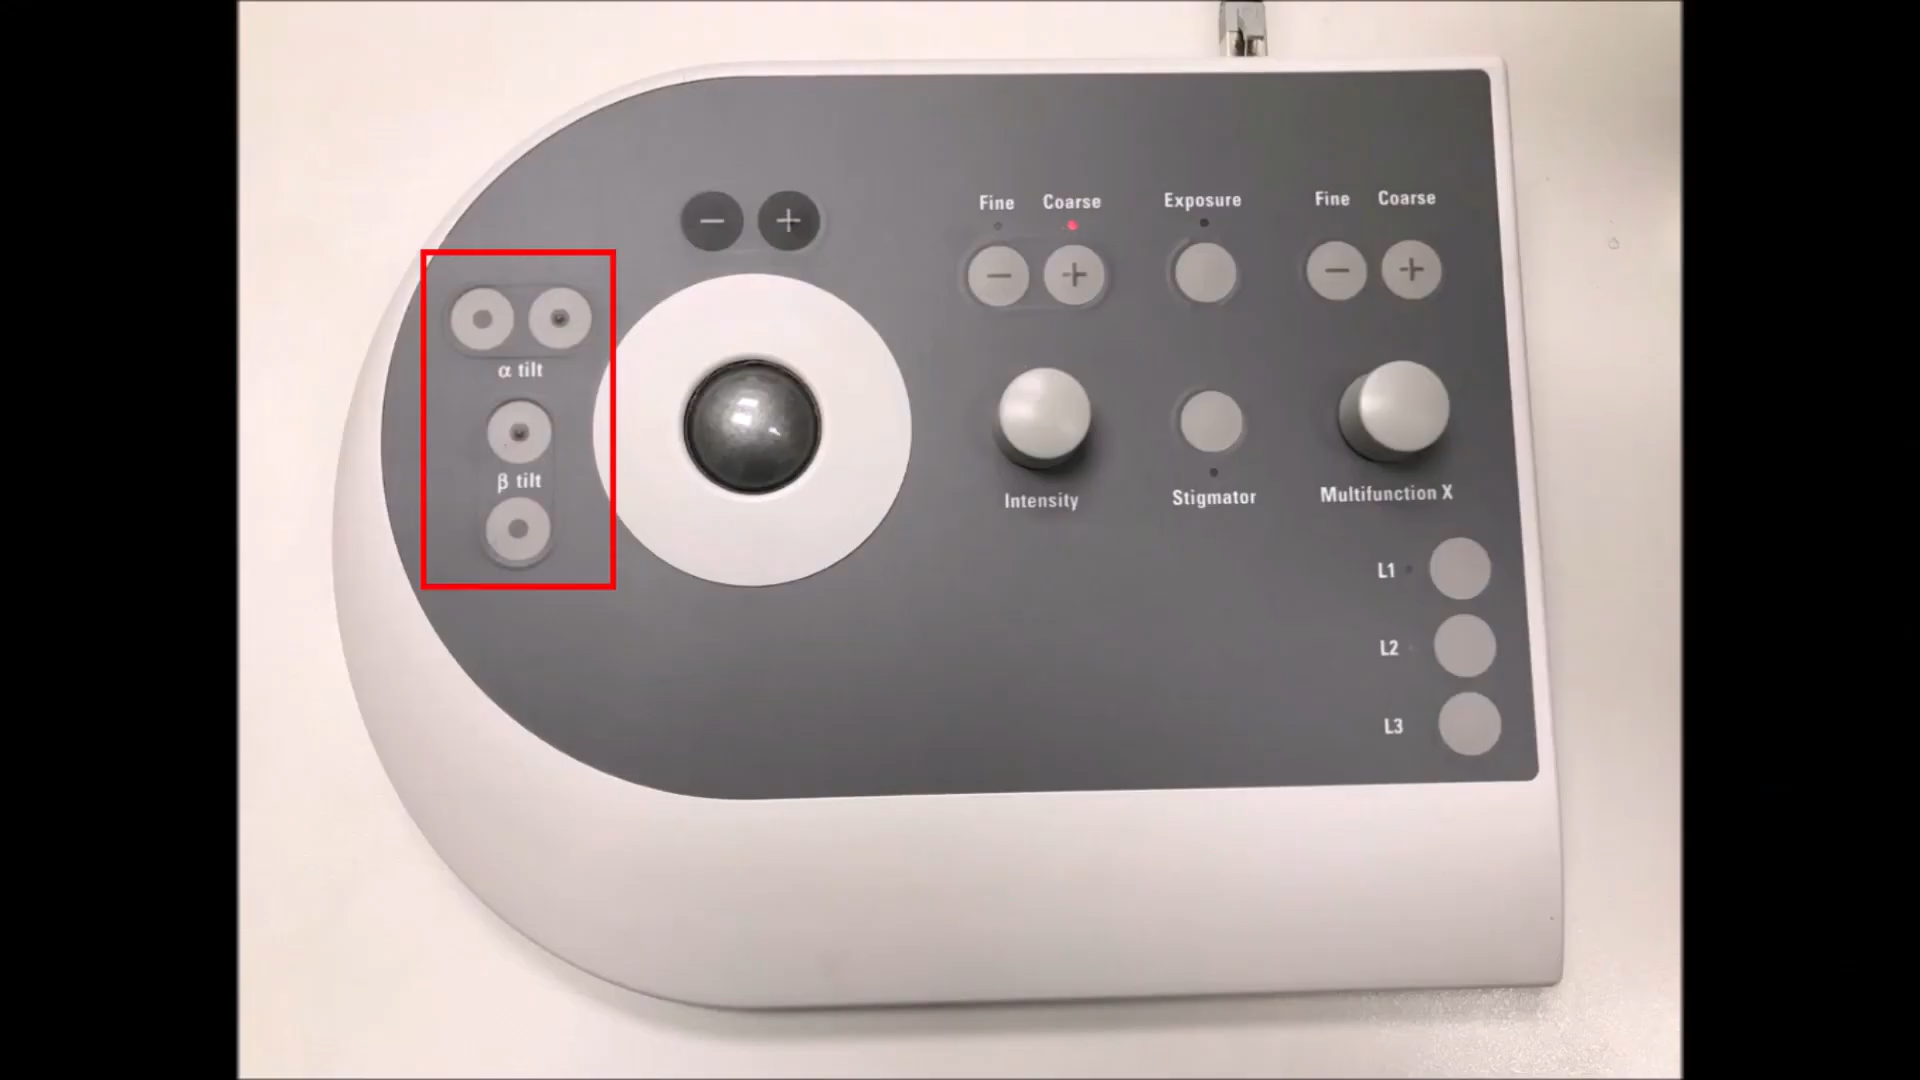 Fine Coarse
Exposure
Fine Coarse
− +
− +
− +
α tilt
β tilt
Intensity
Stigmator
Multifunction X
L1
L2
L3